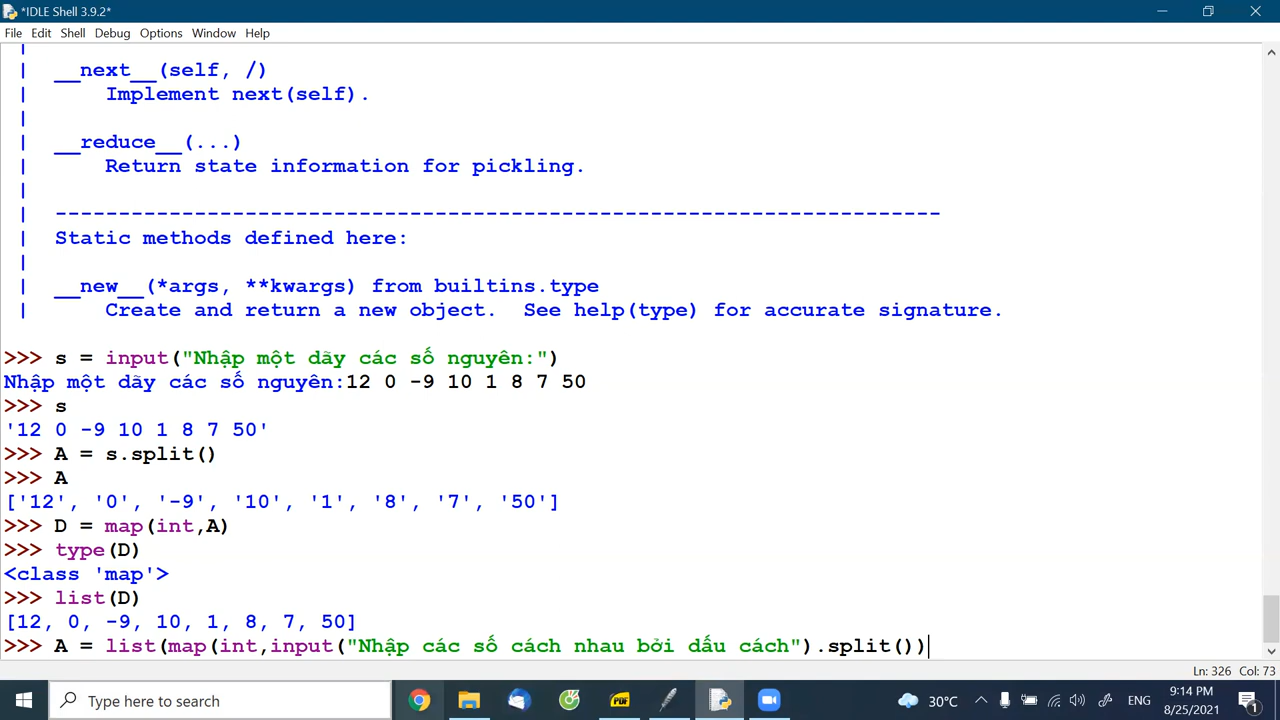 *IDLE Shell 3.9.2*
File Edit Shell Debug Options Window Help
|
| __next__(self, /)
| Implement next(self).
|
| __reduce__(...)
| Return state information for pickling.
|
| ----------------------------------------------------------------------
| Static methods defined here:
|
| __new__(*args, **kwargs) from builtins.type
| Create and return a new object.  See help(type) for accurate signature.
>>> s = input("Nhập một dãy các số nguyên:")
Nhập một dãy các số nguyên:12 0 -9 10 1 8 7 50
>>> s
'12 0 -9 10 1 8 7 50'
>>> A = s.split()
>>> A
['12', '0', '-9', '10', '1', '8', '7', '50']
>>> D = map(int,A)
>>> type(D)
<class 'map'>
>>> list(D)
[12, 0, -9, 10, 1, 8, 7, 50]
>>> A = list(map(int,input("Nhập các số cách nhau bởi dấu cách").split())
Ln: 326 Col: 73
Type here to search
PDF
30°C
ENG
9:14 PM
8/25/2021
1